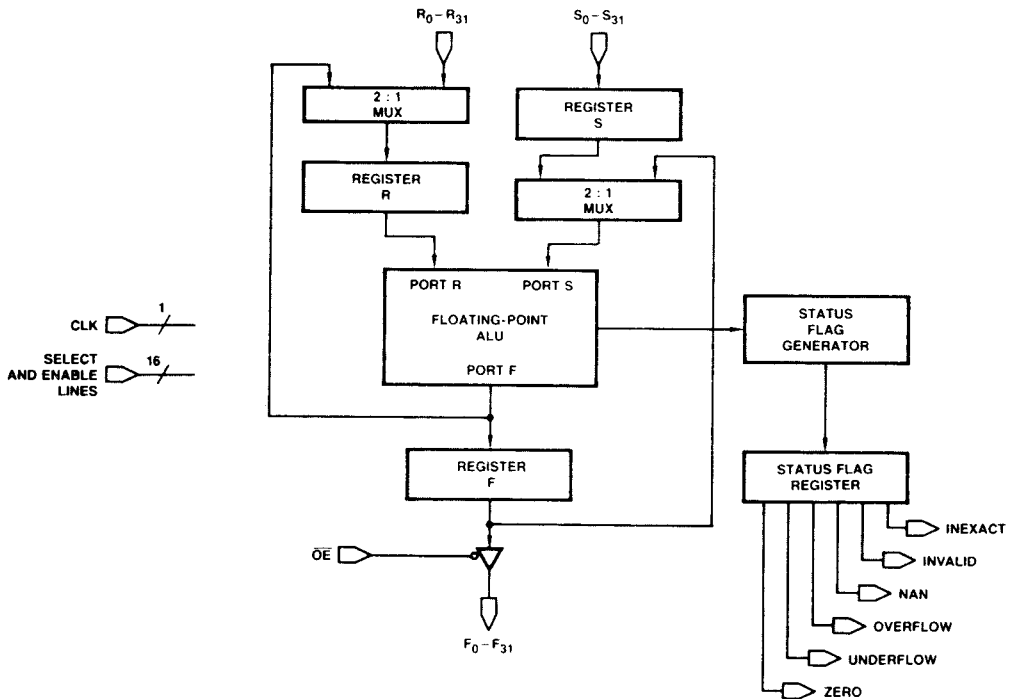 R0–R31
S0–S31
2 : 1
MUX
REGISTER
S
REGISTER
R
2 : 1
MUX
PORT R
PORT S
FLOATING-POINT
ALU
PORT F
CLK
1
SELECT
AND ENABLE
LINES
16
STATUS
FLAG
GENERATOR
REGISTER
F
STATUS FLAG
REGISTER
INEXACT
INVALID
NAN
OVERFLOW
UNDERFLOW
ZERO
O̅E̅
F0–F31